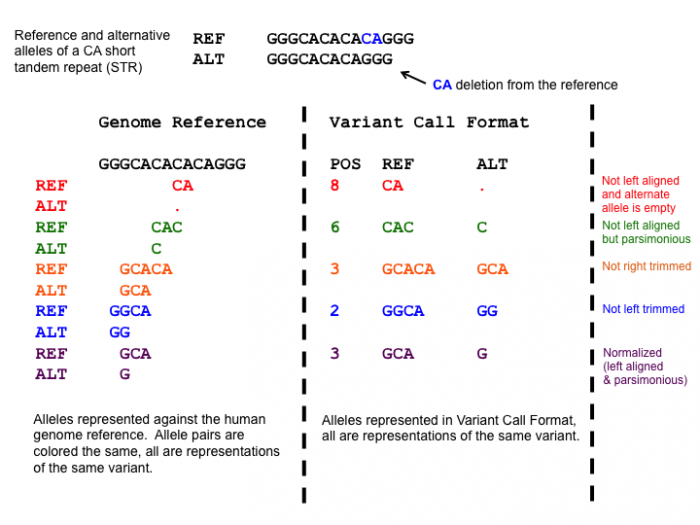 Reference and alternative
alleles of a CA short
tandem repeat (STR)
REF GGGCACACACAGGG
ALT GGGCACACAGGG
CA deletion from the reference
Genome Reference
Variant Call Format
GGGCACACACAGGG
POS REF ALT
REF CA
8 CA .
Not left aligned
and alternate
allele is empty
ALT .
REF CAC
6 CAC C
Not left aligned
but parsimonious
ALT C
REF GCACA
3 GCACA GCA
Not right trimmed
ALT GCA
REF GGCA
2 GGCA GG
Not left trimmed
ALT GG
REF GCA
3 GCA G
Normalized
(left aligned
& parsimonious)
ALT G
Alleles represented against the human
genome reference. Allele pairs are
colored the same, all are representations
of the same variant.
Alleles represented in Variant Call Format,
all are representations of the same variant.